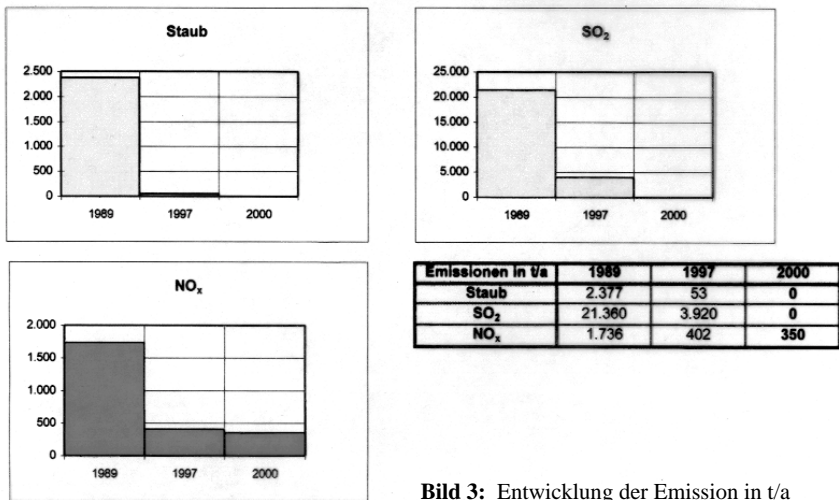 Staub
2.500
2.000
1.500
1.000
500
0
1989 1997 2000
SO₂
25.000
20.000
15.000
10.000
5.000
0
1989 1997 2000
NOₓ
2.000
1.500
1.000
500
0
1989 1997 2000
Emissionen in t/a 1989 1997 2000
Staub 2.377 53 0
SO₂ 21.360 3.920 0
NOₓ 1.736 402 350
Bild 3: Entwicklung der Emission in t/a